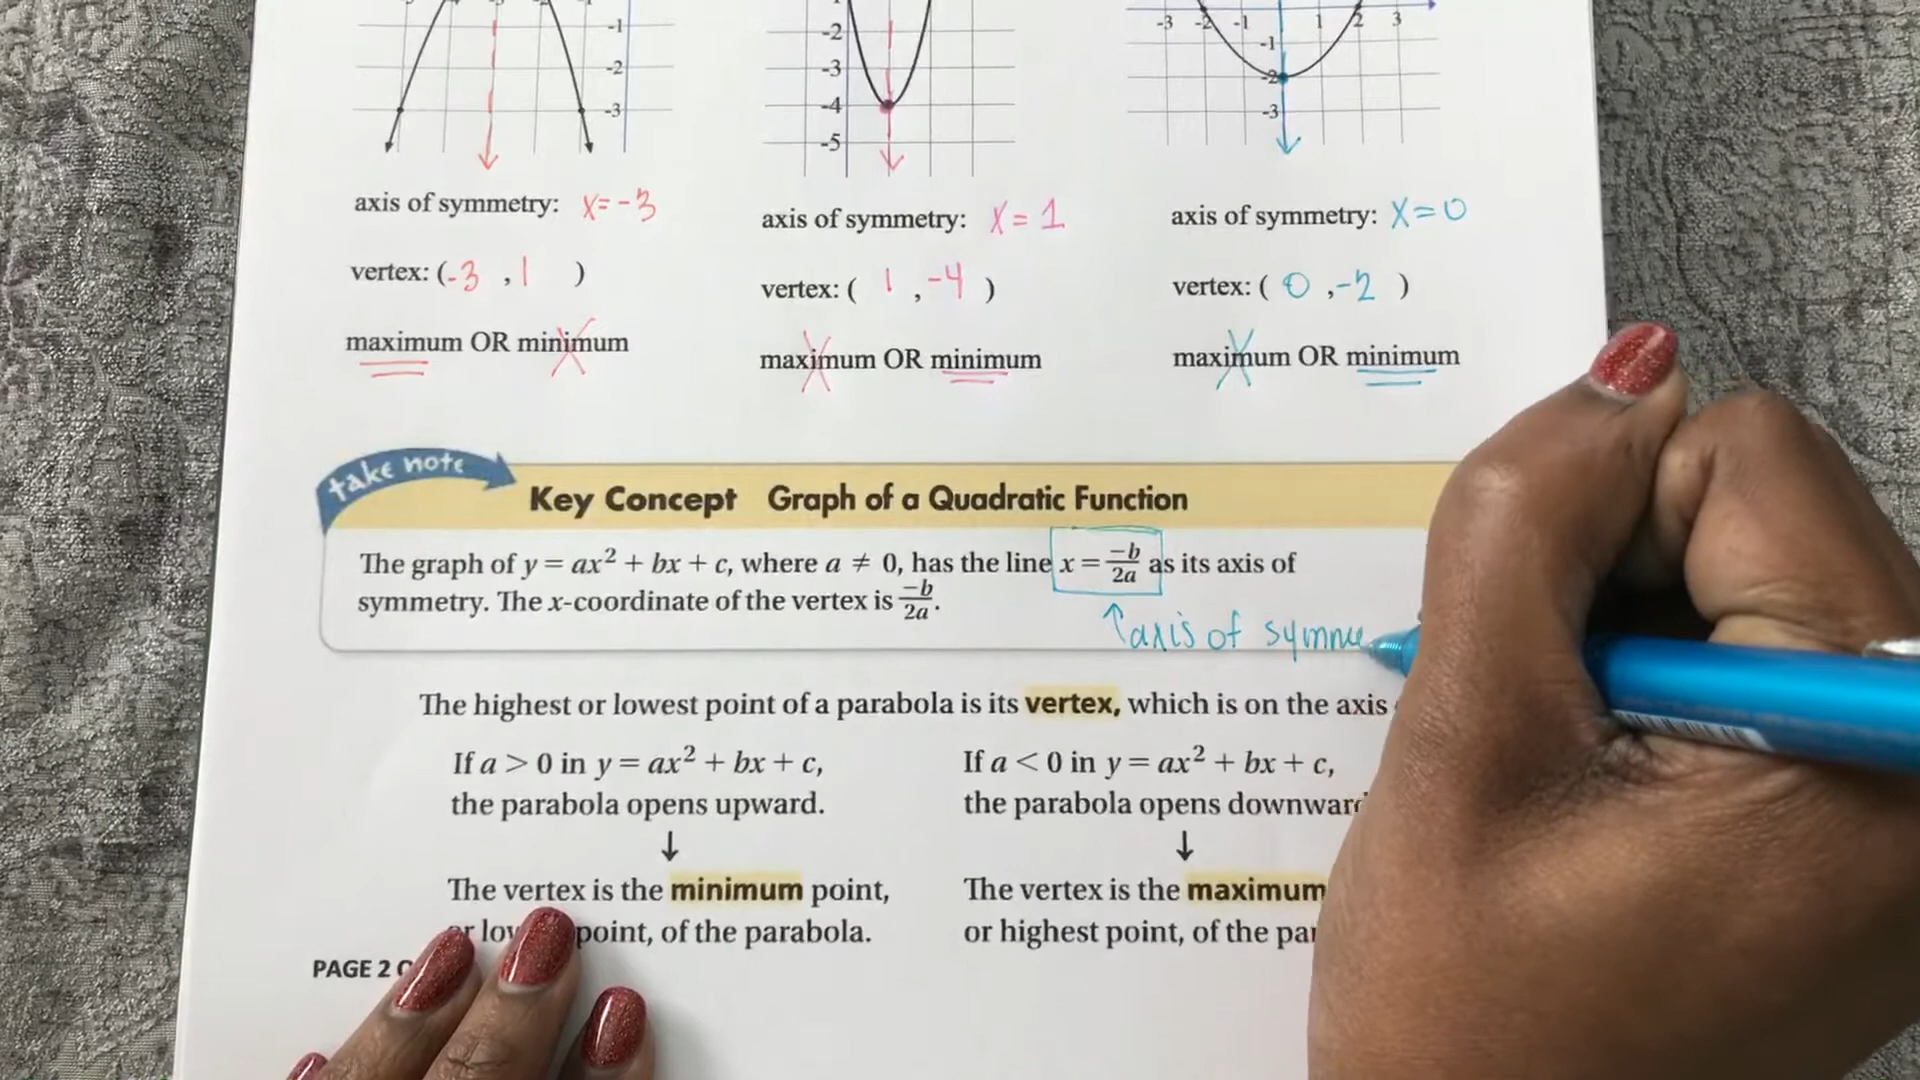 -1
-2
-3
-2
-3
-4
-5
-3 -2 -1 1 2 3
-1
-2
-3
axis of symmetry: x=-3
vertex: (-3 , 1 )
maximum OR minimum
axis of symmetry: x = 1
vertex: ( 1 , -4 )
maximum OR minimum
axis of symmetry: x=0
vertex: ( 0 , -2 )
maximum OR minimum
take note
Key Concept Graph of a Quadratic Function
The graph of y = ax² + bx + c, where a ≠ 0, has the line x = -b/2a as its axis of
symmetry. The x-coordinate of the vertex is -b/2a.
↑axis of symme
The highest or lowest point of a parabola is its vertex, which is on the axis
If a > 0 in y = ax² + bx + c,
the parabola opens upward.
↓
The vertex is the minimum point,
point, of the parabola.
If a < 0 in y = ax² + bx + c,
the parabola opens downward
↓
The vertex is the maximum
or highest point, of the par
PAGE 2